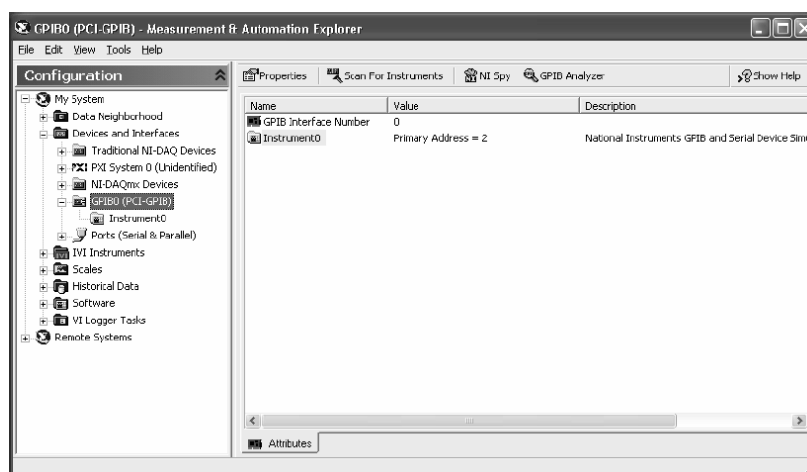 GPIB0 (PCI-GPIB) - Measurement & Automation Explorer
File Edit View Tools Help
Configuration
Properties Scan For Instruments NI Spy GPIB Analyzer Show Help
My System
Data Neighborhood
Devices and Interfaces
Traditional NI-DAQ Devices
PXI PXI System 0 (Unidentified)
NI-DAQmx Devices
GPIB0 (PCI-GPIB)
Instrument0
Ports (Serial & Parallel)
IVI Instruments
Scales
Historical Data
Software
VI Logger Tasks
Remote Systems
Name Value Description
GPIB Interface Number 0
Instrument0 Primary Address = 2 National Instruments GPIB and Serial Device Simu
Attributes